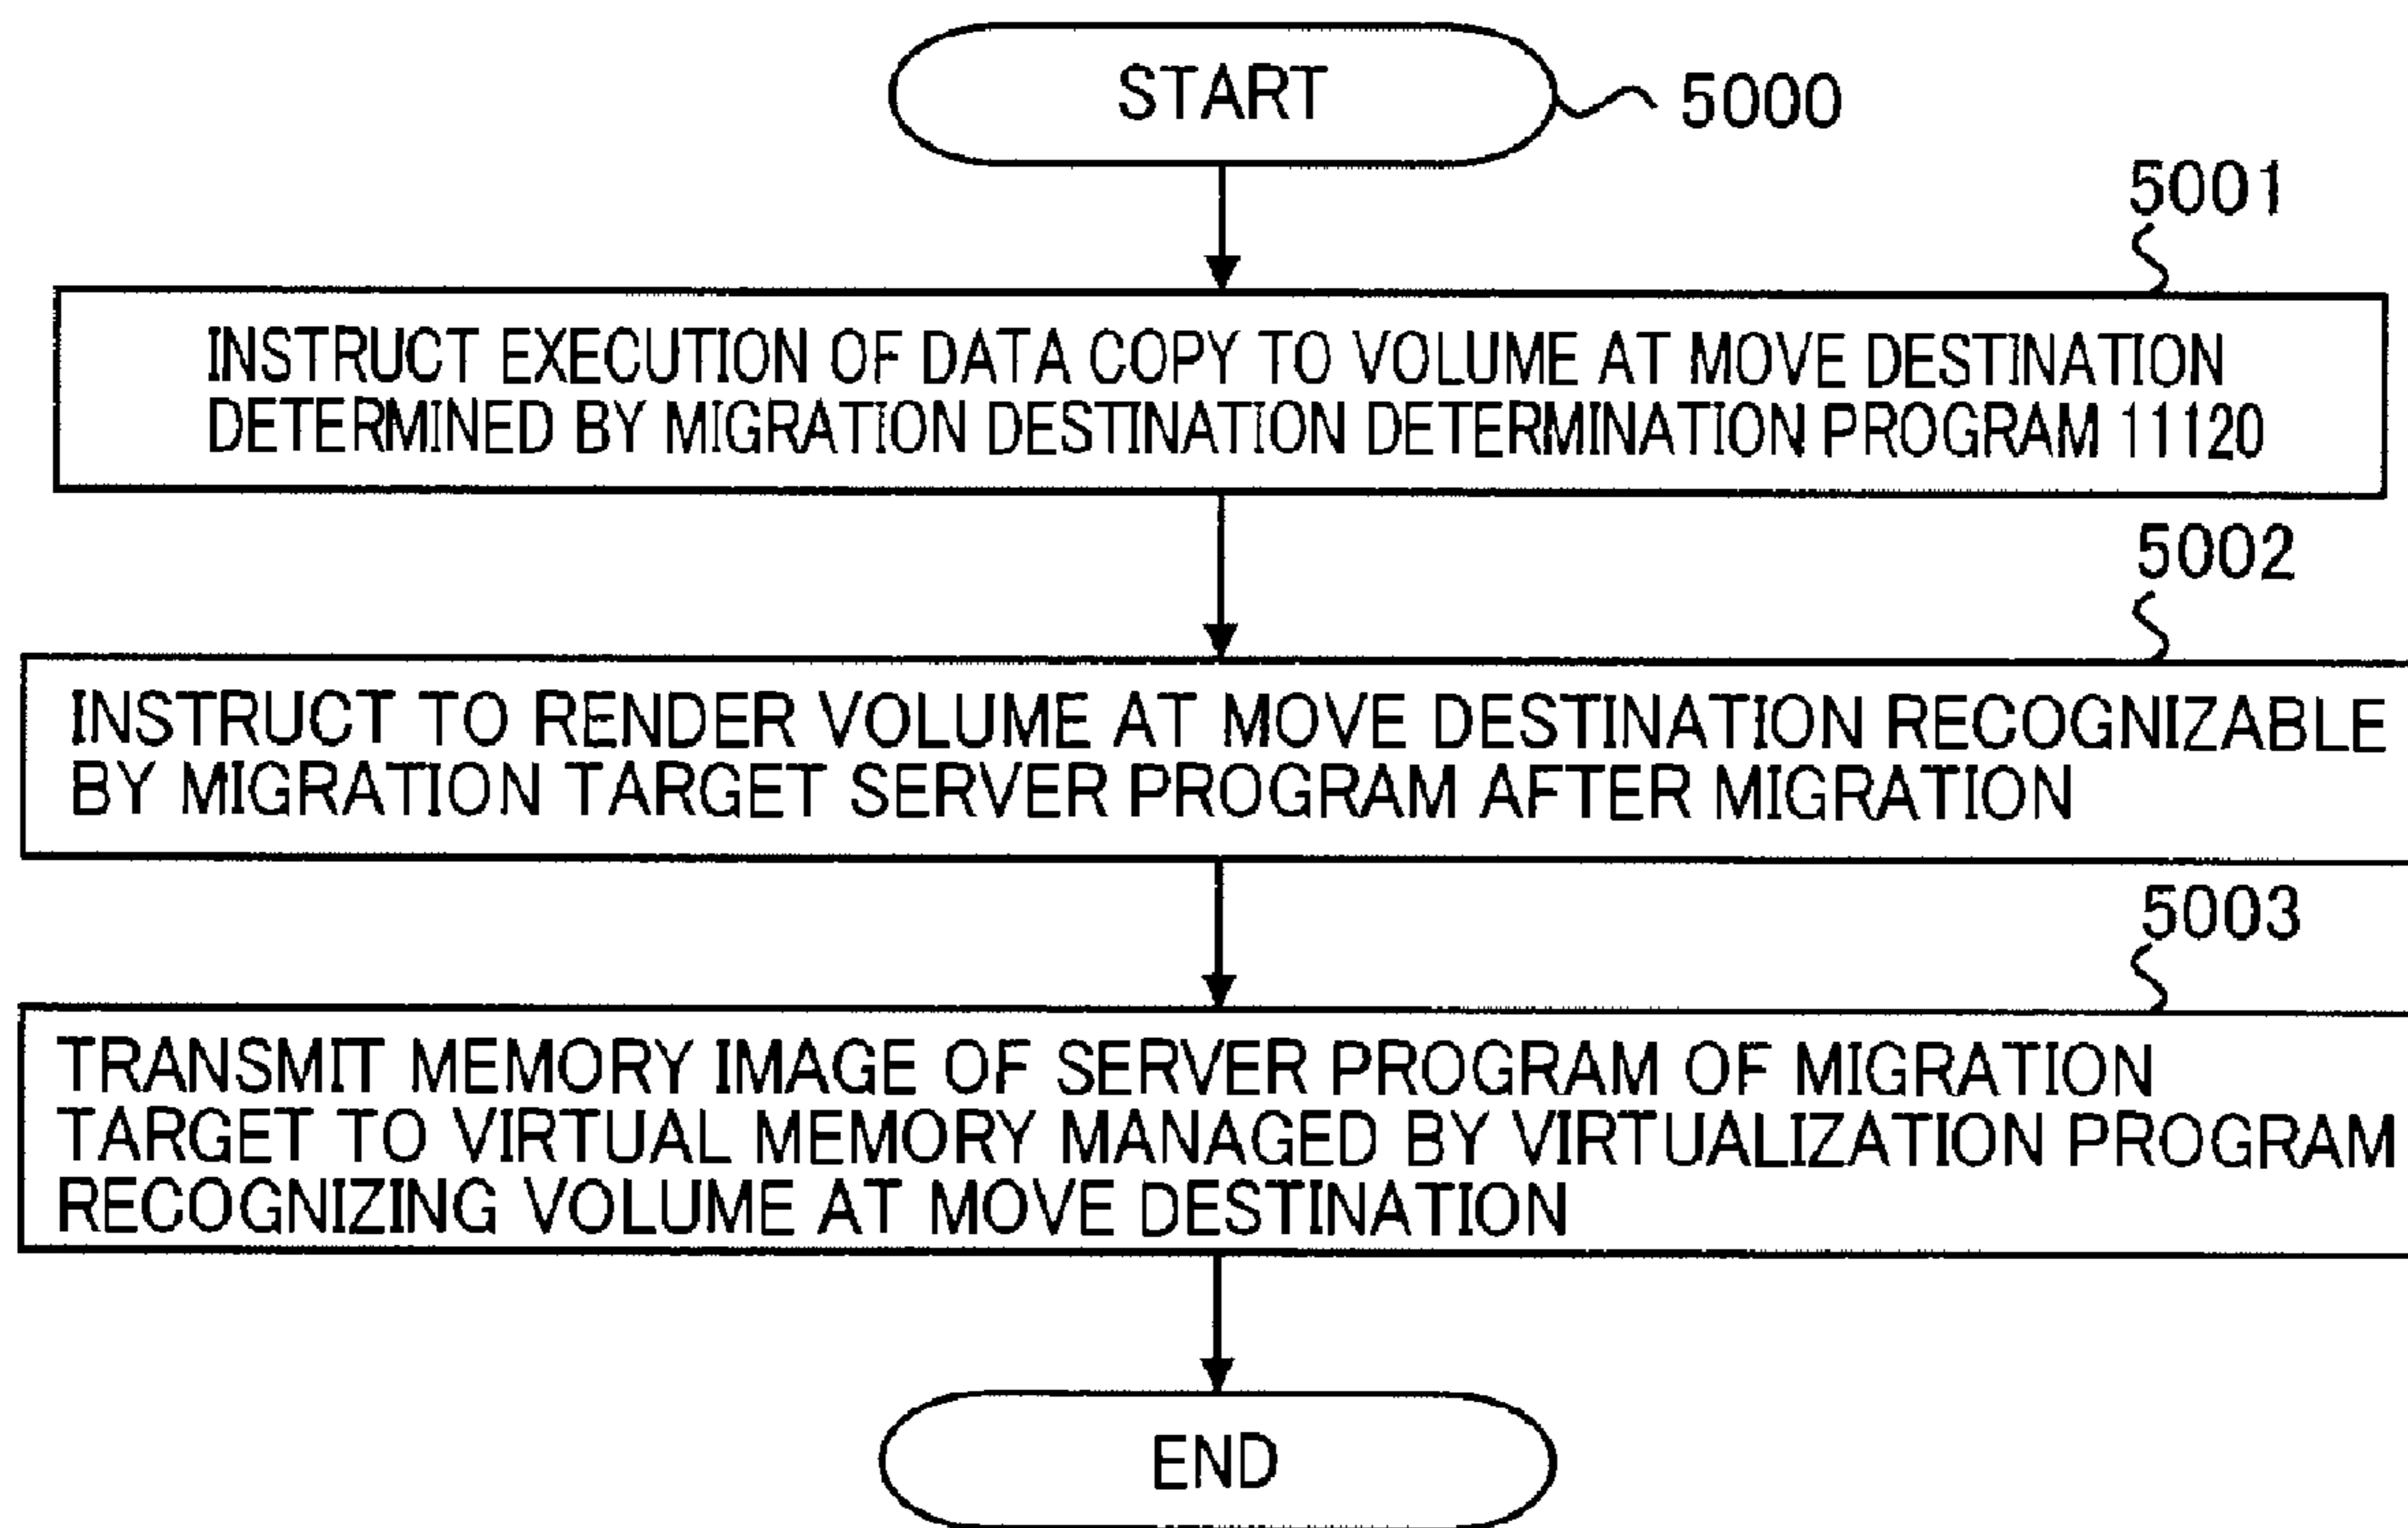 START
5000
5001
INSTRUCT EXECUTION OF DATA COPY TO VOLUME AT MOVE DESTINATION
DETERMINED BY MIGRATION DESTINATION DETERMINATION PROGRAM 11120
5002
INSTRUCT TO RENDER VOLUME AT MOVE DESTINATION RECOGNIZABLE
BY MIGRATION TARGET SERVER PROGRAM AFTER MIGRATION
5003
TRANSMIT MEMORY IMAGE OF SERVER PROGRAM OF MIGRATION
TARGET TO VIRTUAL MEMORY MANAGED BY VIRTUALIZATION PROGRAM
RECOGNIZING VOLUME AT MOVE DESTINATION
END